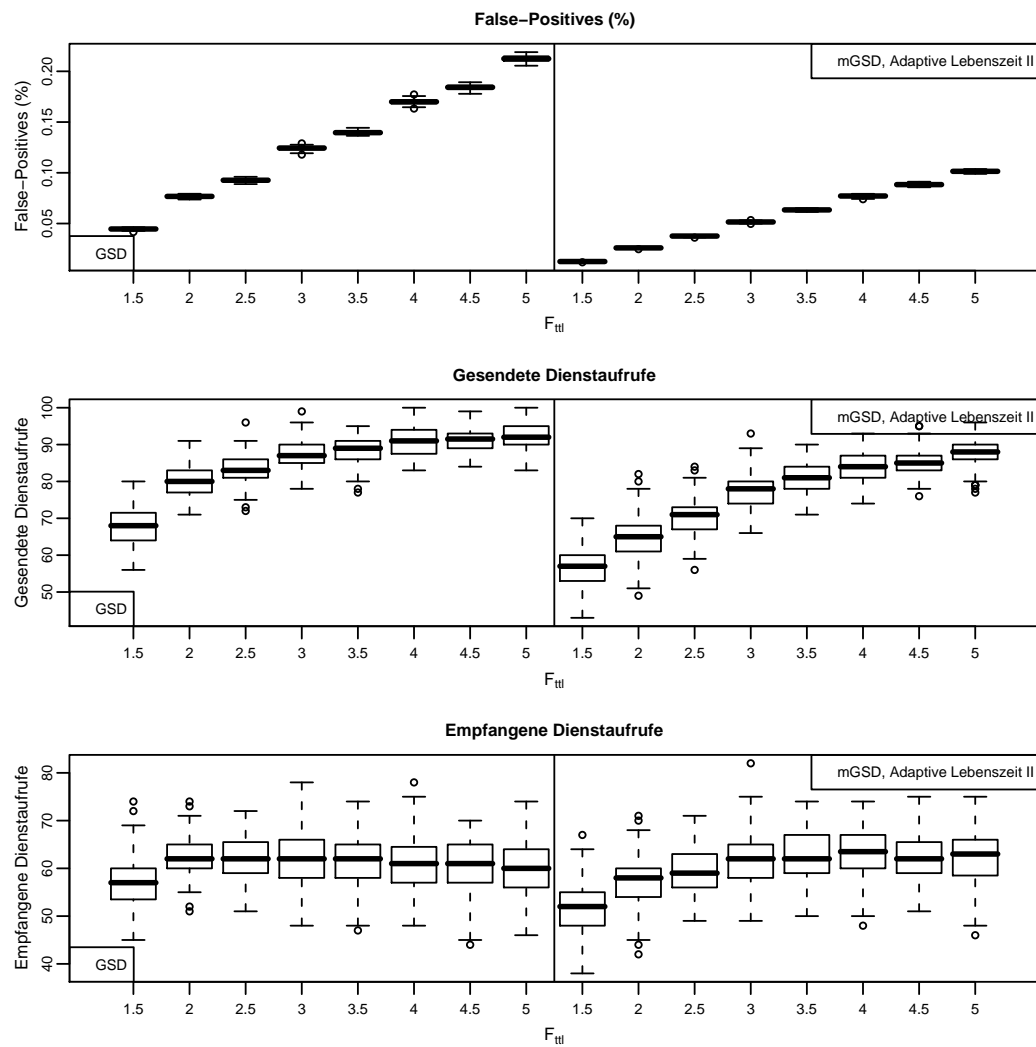 False−Positives (%)
False−Positives (%)
0.05 0.10 0.15 0.20
GSD
mGSD, Adaptive Lebenszeit II
1.5 2 2.5 3 3.5 4 4.5 5 1.5 2 2.5 3 3.5 4 4.5 5
Fttl
Gesendete Dienstaufrufe
Gesendete Dienstaufrufe
50 60 70 80 90 100
GSD
mGSD, Adaptive Lebenszeit II
1.5 2 2.5 3 3.5 4 4.5 5 1.5 2 2.5 3 3.5 4 4.5 5
Fttl
Empfangene Dienstaufrufe
Empfangene Dienstaufrufe
40 50 60 70 80
GSD
mGSD, Adaptive Lebenszeit II
1.5 2 2.5 3 3.5 4 4.5 5 1.5 2 2.5 3 3.5 4 4.5 5
Fttl